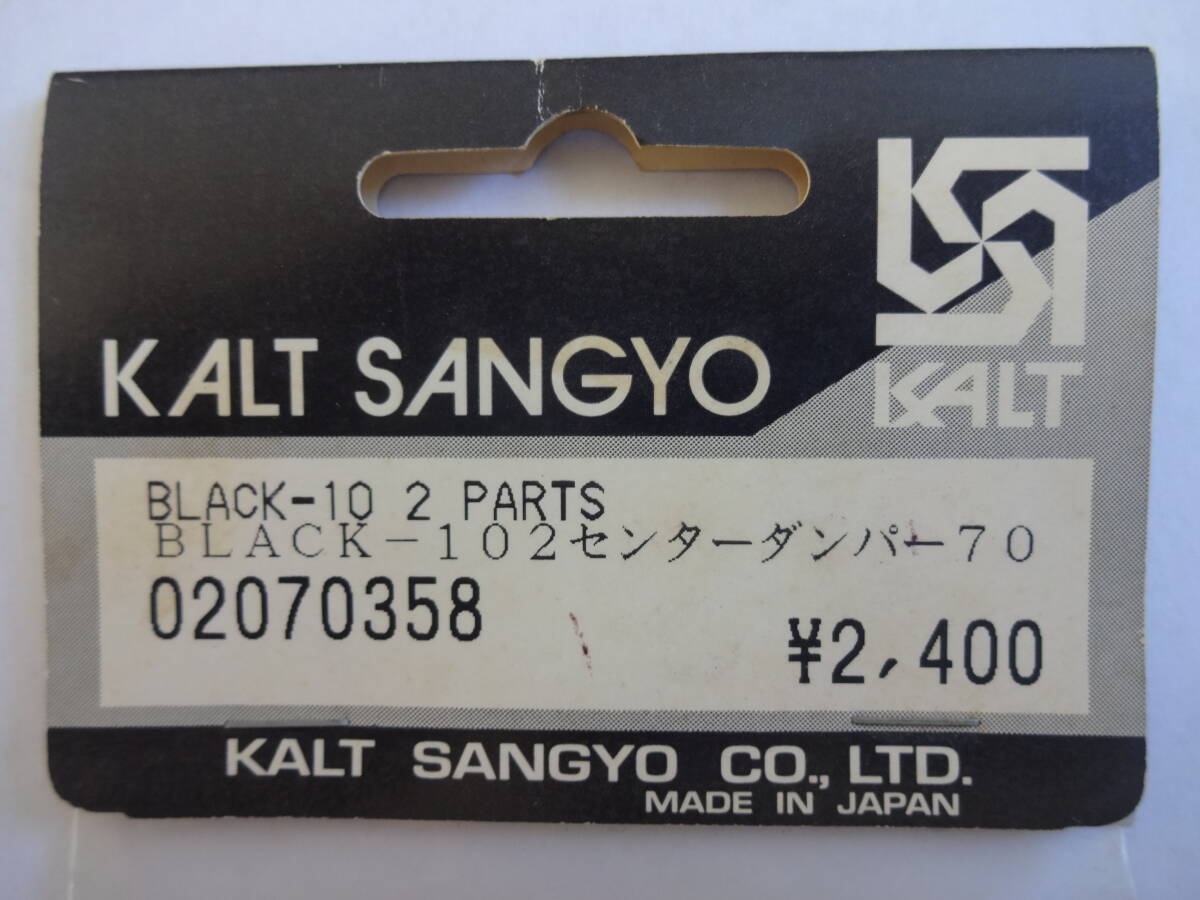 KALT SANGYO
KALT
BLACK-10 2 PARTS
BLACK−102センターダンパー70
02070358
¥2,400
KALT SANGYO CO., LTD.
MADE IN JAPAN